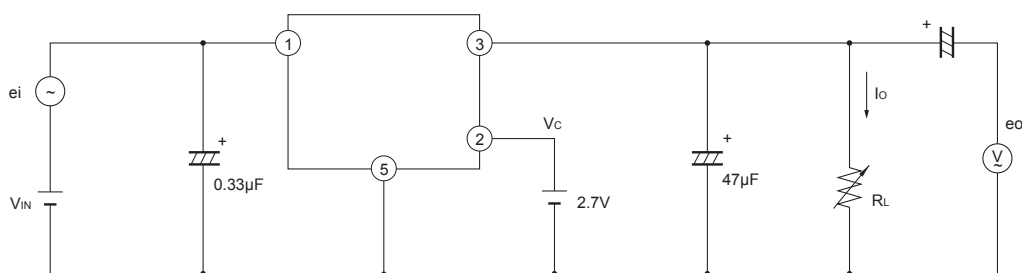 +
1
3
ei
~
IO
VC
eo
+
2
+
V
~
5
0.33µF
47µF
VIN
2.7V
RL